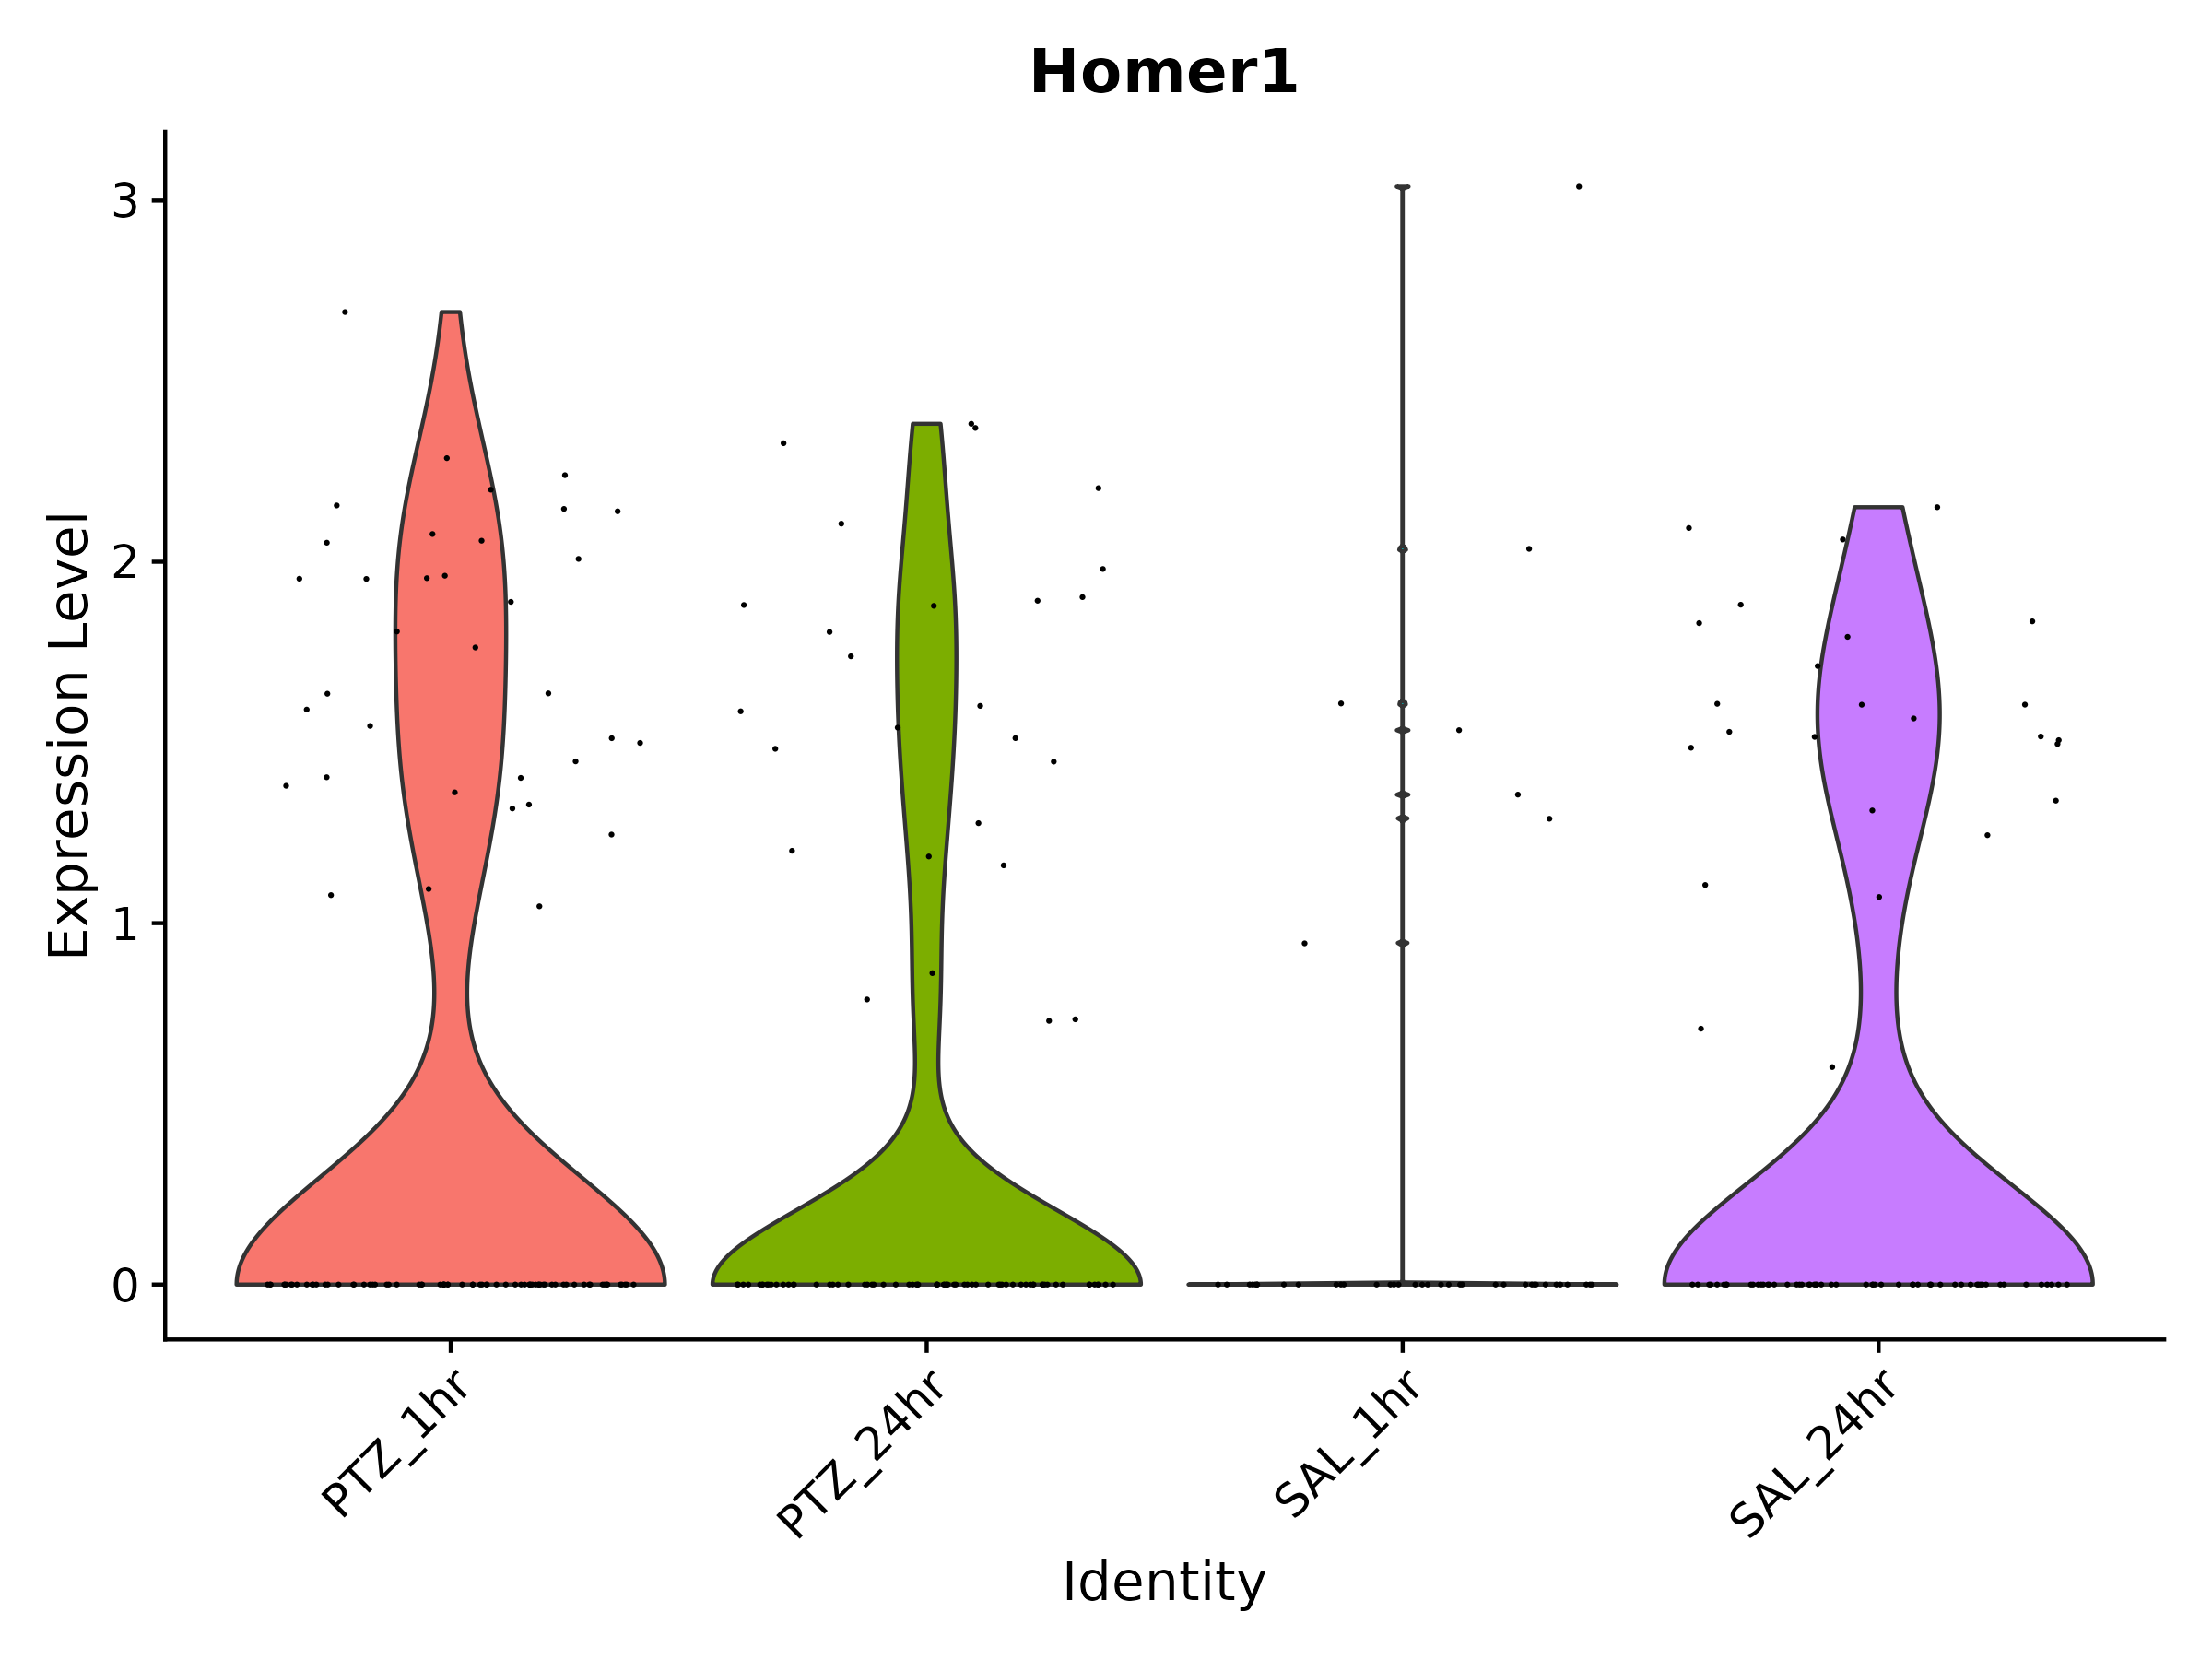 Homer1
Expression Level
3
2
1
0
PTZ_1hr
PTZ_24hr
SAL_1hr
SAL_24hr
Identity